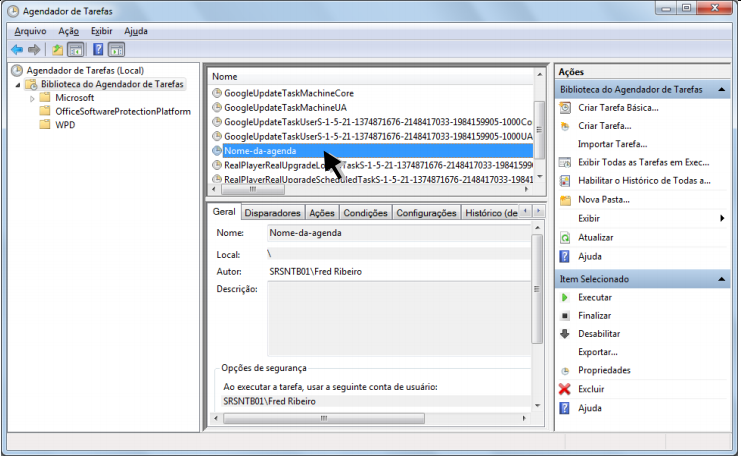 Agendador de Tarefas
Arquivo Ação Exibir Ajuda
Agendador de Tarefas (Local)
Biblioteca do Agendador de Tarefas
Microsoft
OfficeSoftwareProtectionPlatform
WPD
Nome
GoogleUpdateTaskMachineCore
GoogleUpdateTaskMachineUA
GoogleUpdateTaskUserS-1-5-21-1374871676-2148417033-1984159905-1000Co
GoogleUpdateTaskUserS-1-5-21-1374871676-2148417033-1984159905-1000UA
Nome-da-agenda
RealPlayerRealUpgradeLo TaskS-1-5-21-1374871676-2148417033-198415990
RealPlayerRealUpgradeScheduledTaskS-1-5-21-1374871676-2148417033-19841
Geral Disparadores Ações Condições Configurações Histórico (de
Nome: Nome-da-agenda
Local: \
Autor: SRSNTB01\Fred Ribeiro
Descrição:
Opções de segurança
Ao executar a tarefa, usar a seguinte conta de usuário:
SRSNTB01\Fred Ribeiro
Ações
Biblioteca do Agendador de Tarefas
Criar Tarefa Básica...
Criar Tarefa...
Importar Tarefa...
Exibir Todas as Tarefas em Exec...
Habilitar o Histórico de Todas a...
Nova Pasta...
Exibir
Atualizar
Ajuda
Item Selecionado
Executar
Finalizar
Desabilitar
Exportar...
Propriedades
Excluir
Ajuda